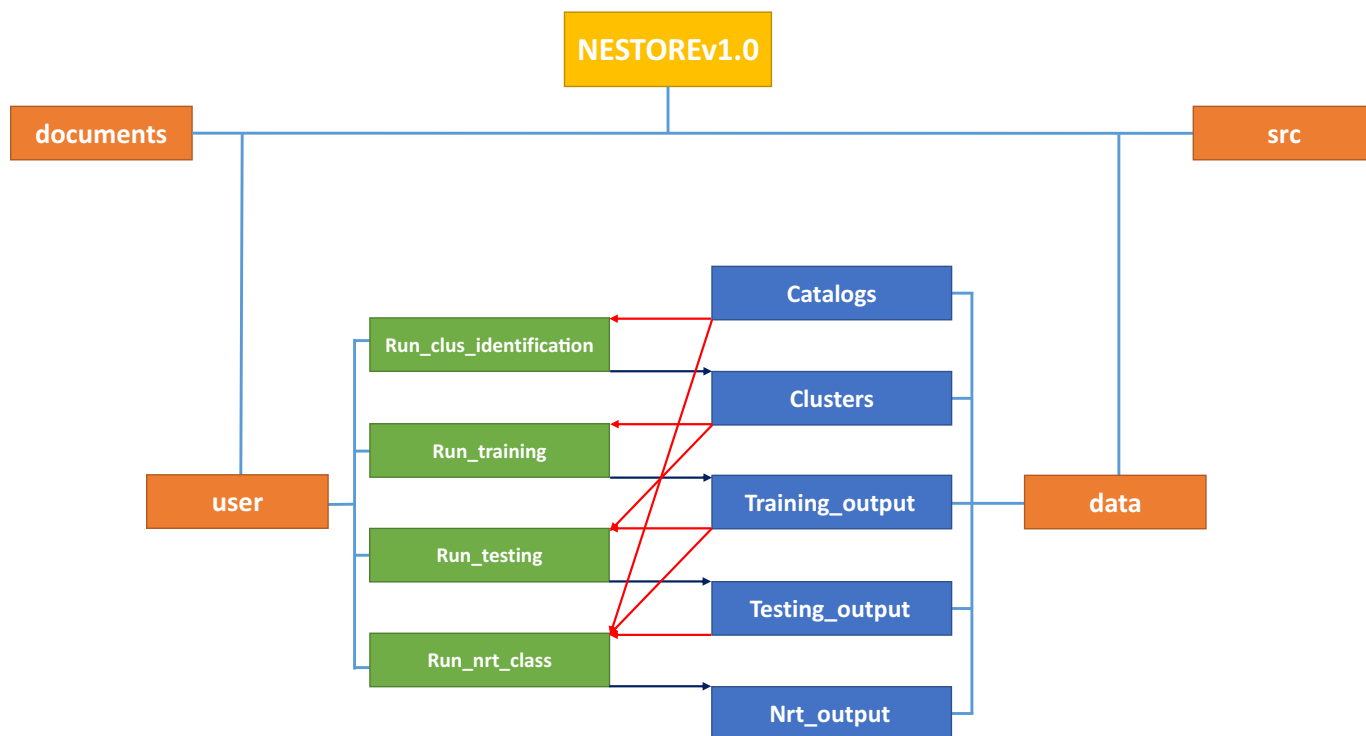 NESTOREv1.0
documents
src
Catalogs
Run_clus_identification
Clusters
Run_training
user
Training_output
data
Run_testing
Testing_output
Run_nrt_class
Nrt_output